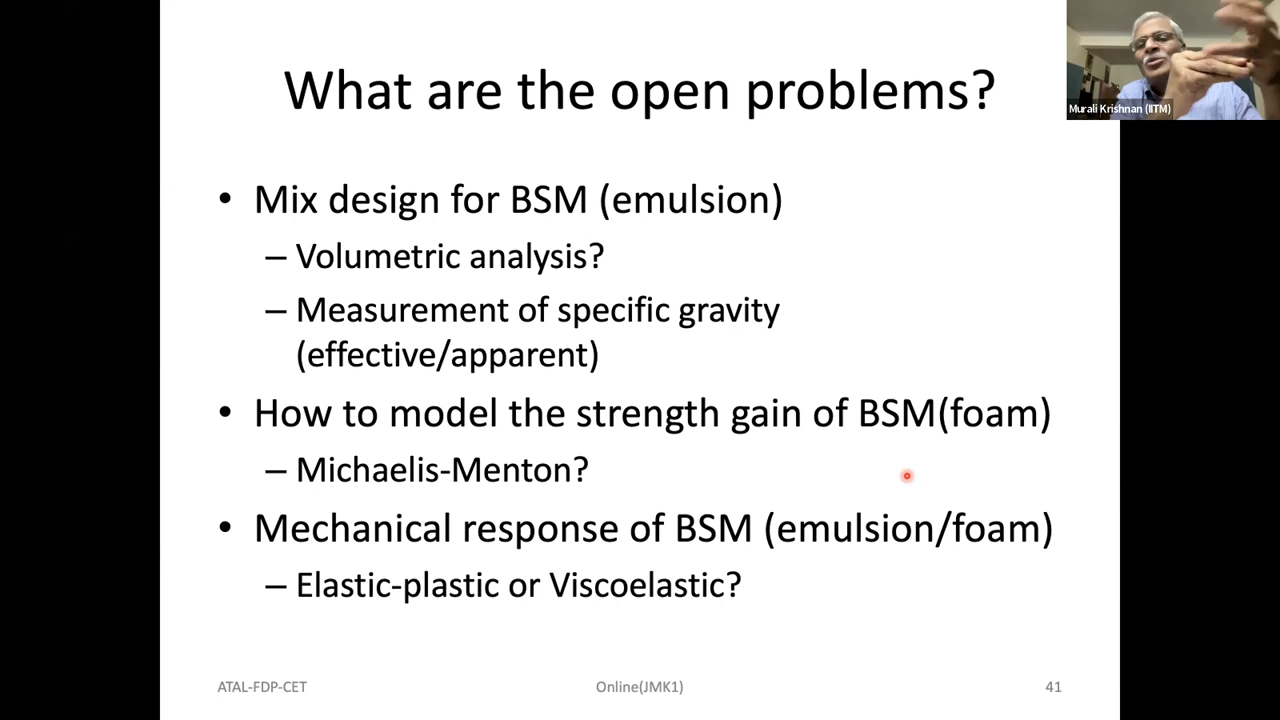 What are the open problems?
Murali Krishnan (IITM)
• Mix design for BSM (emulsion)
– Volumetric analysis?
– Measurement of specific gravity
(effective/apparent)
• How to model the strength gain of BSM(foam)
– Michaelis-Menton?
• Mechanical response of BSM (emulsion/foam)
– Elastic-plastic or Viscoelastic?
ATAL-FDP-CET
Online(JMK1)
41